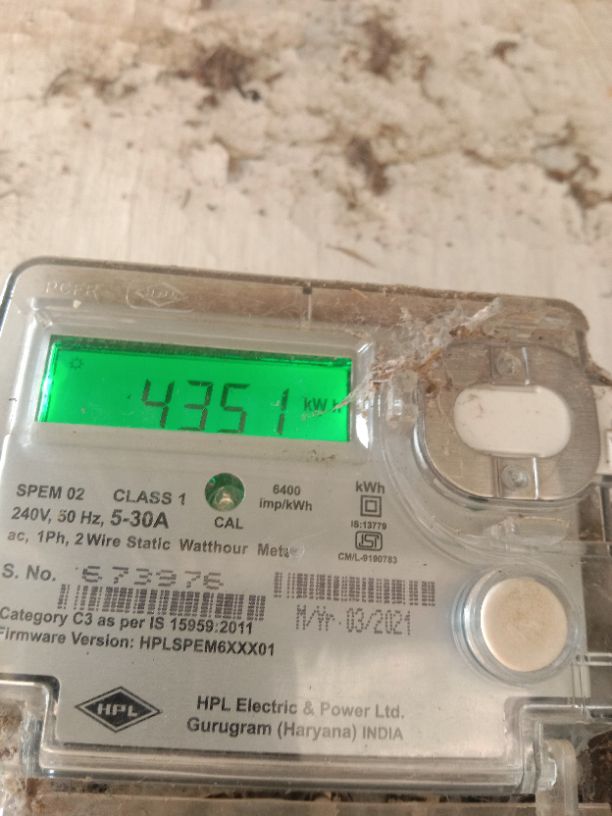 4351 kWh
SPEM 02 CLASS 1
6400 imp/kWh
kWh
240V, 50 Hz, 5-30A
CAL
IS:13779
ac, 1Ph, 2 Wire Static Watthour
CM/L-9190783
S. No. 673976
M/Yr. 03/2021
Category C3 as per IS 15959:2011
Firmware Version: HPLSPEM6XXX01
HPL
HPL Electric & Power Ltd.
Gurugram (Haryana) INDIA